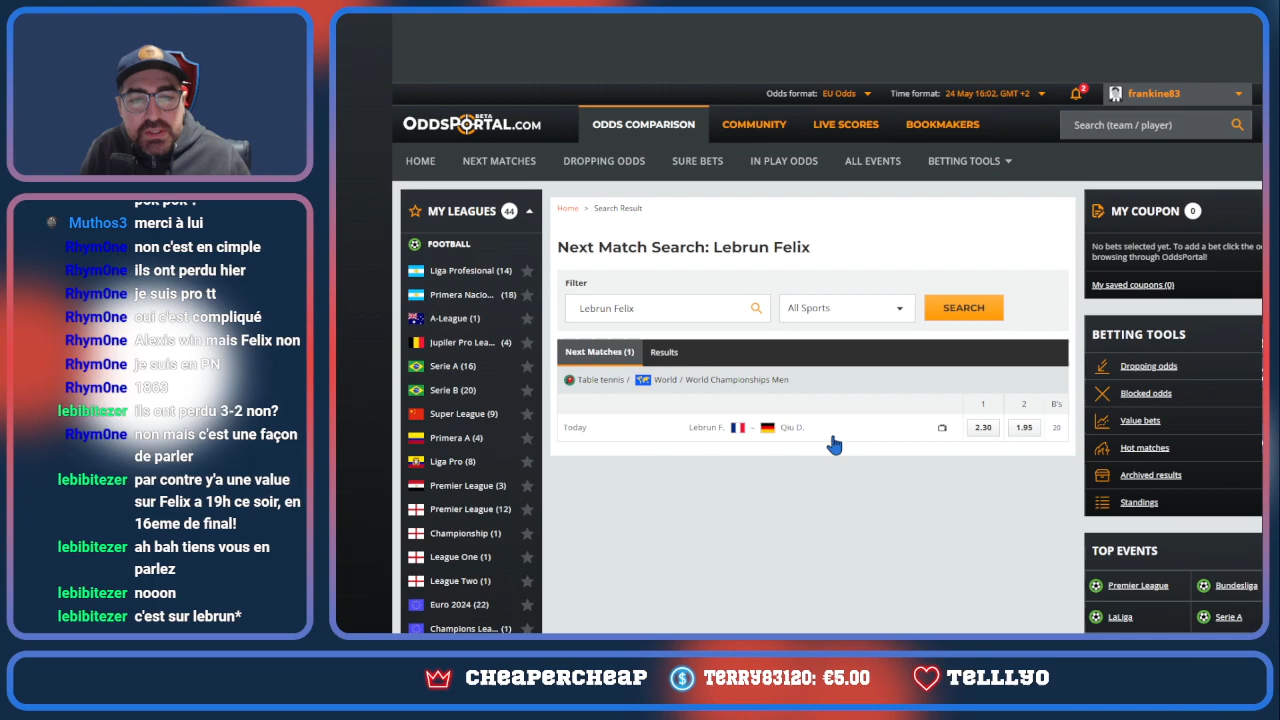 Odds format: EU Odds
Time format: 24 May 16:02, GMT +2
2
frankine83
BETA
ODDSPORTAL.COM
ODDS COMPARISON
COMMUNITY
LIVE SCORES
BOOKMAKERS
Search (team / player)
HOME
NEXT MATCHES
DROPPING ODDS
SURE BETS
IN PLAY ODDS
ALL EVENTS
BETTING TOOLS
Muthos3 merci à lui
Rhym0ne non c'est en cimple
Rhym0ne ils ont perdu hier
Rhym0ne je suis pro tt
Rhym0ne oui c'est compliqué
Rhym0ne Alexis win mais Felix non
Rhym0ne je suis en PN
Rhym0ne 1863
lebibitezer ils ont perdu 3-2 non?
Rhym0ne non mais c'est une façon
de parler
lebibitezer par contre y'a une value
sur Felix a 19h ce soir, en
16eme de final!
lebibitezer ah bah tiens vous en
parlez
lebibitezer nooon
lebibitezer c'est sur lebrun*
MY LEAGUES 44
FOOTBALL
Liga Profesional (14)
Primera Nacio... (18)
A-League (1)
Jupiler Pro Lea... (4)
Serie A (16)
Serie B (20)
Super League (9)
Primera A (4)
Liga Pro (8)
Premier League (3)
Premier League (12)
Championship (1)
League One (1)
League Two (1)
Euro 2024 (22)
Champions Lea... (1)
Home > Search Result
Next Match Search: Lebrun Felix
Filter
Lebrun Felix
All Sports
SEARCH
Next Matches (1)
Results
Table tennis / World / World Championships Men
1 2 B's
Today Lebrun F. - Qiu D. 2.30 1.95 20
MY COUPON 0
No bets selected yet. To add a bet click the o
browsing through OddsPortal!
My saved coupons (0)
BETTING TOOLS
Dropping odds
Blocked odds
Value bets
Hot matches
Archived results
Standings
TOP EVENTS
Premier League
Bundesliga
LaLiga
Serie A
CHEAPERCHEAP
TERRY83120: €5.00
TELLLYO